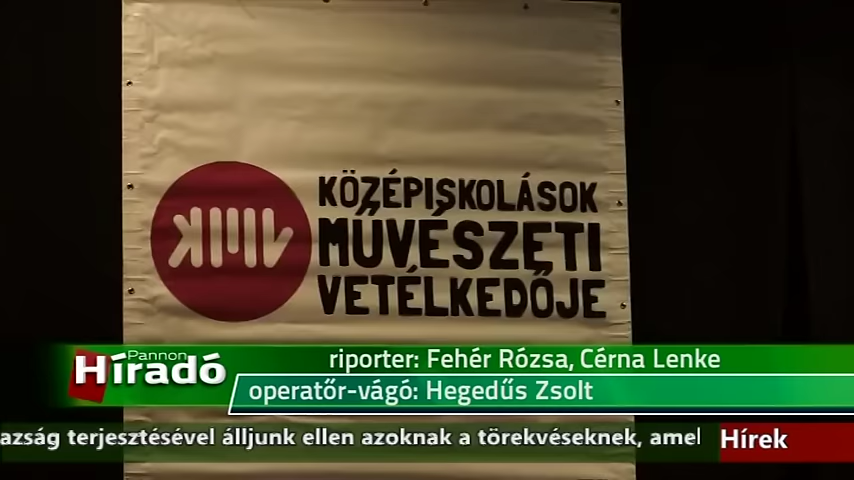 KÖZÉPISKOLÁSOK
MŰVÉSZETI
VETÉLKEDŐJE
Pannon
Híradó
riporter: Fehér Rózsa, Cérna Lenke
operatőr-vágó: Hegedűs Zsolt
azság terjesztésével álljunk ellen azoknak a törekvéseknek, amel
Hírek